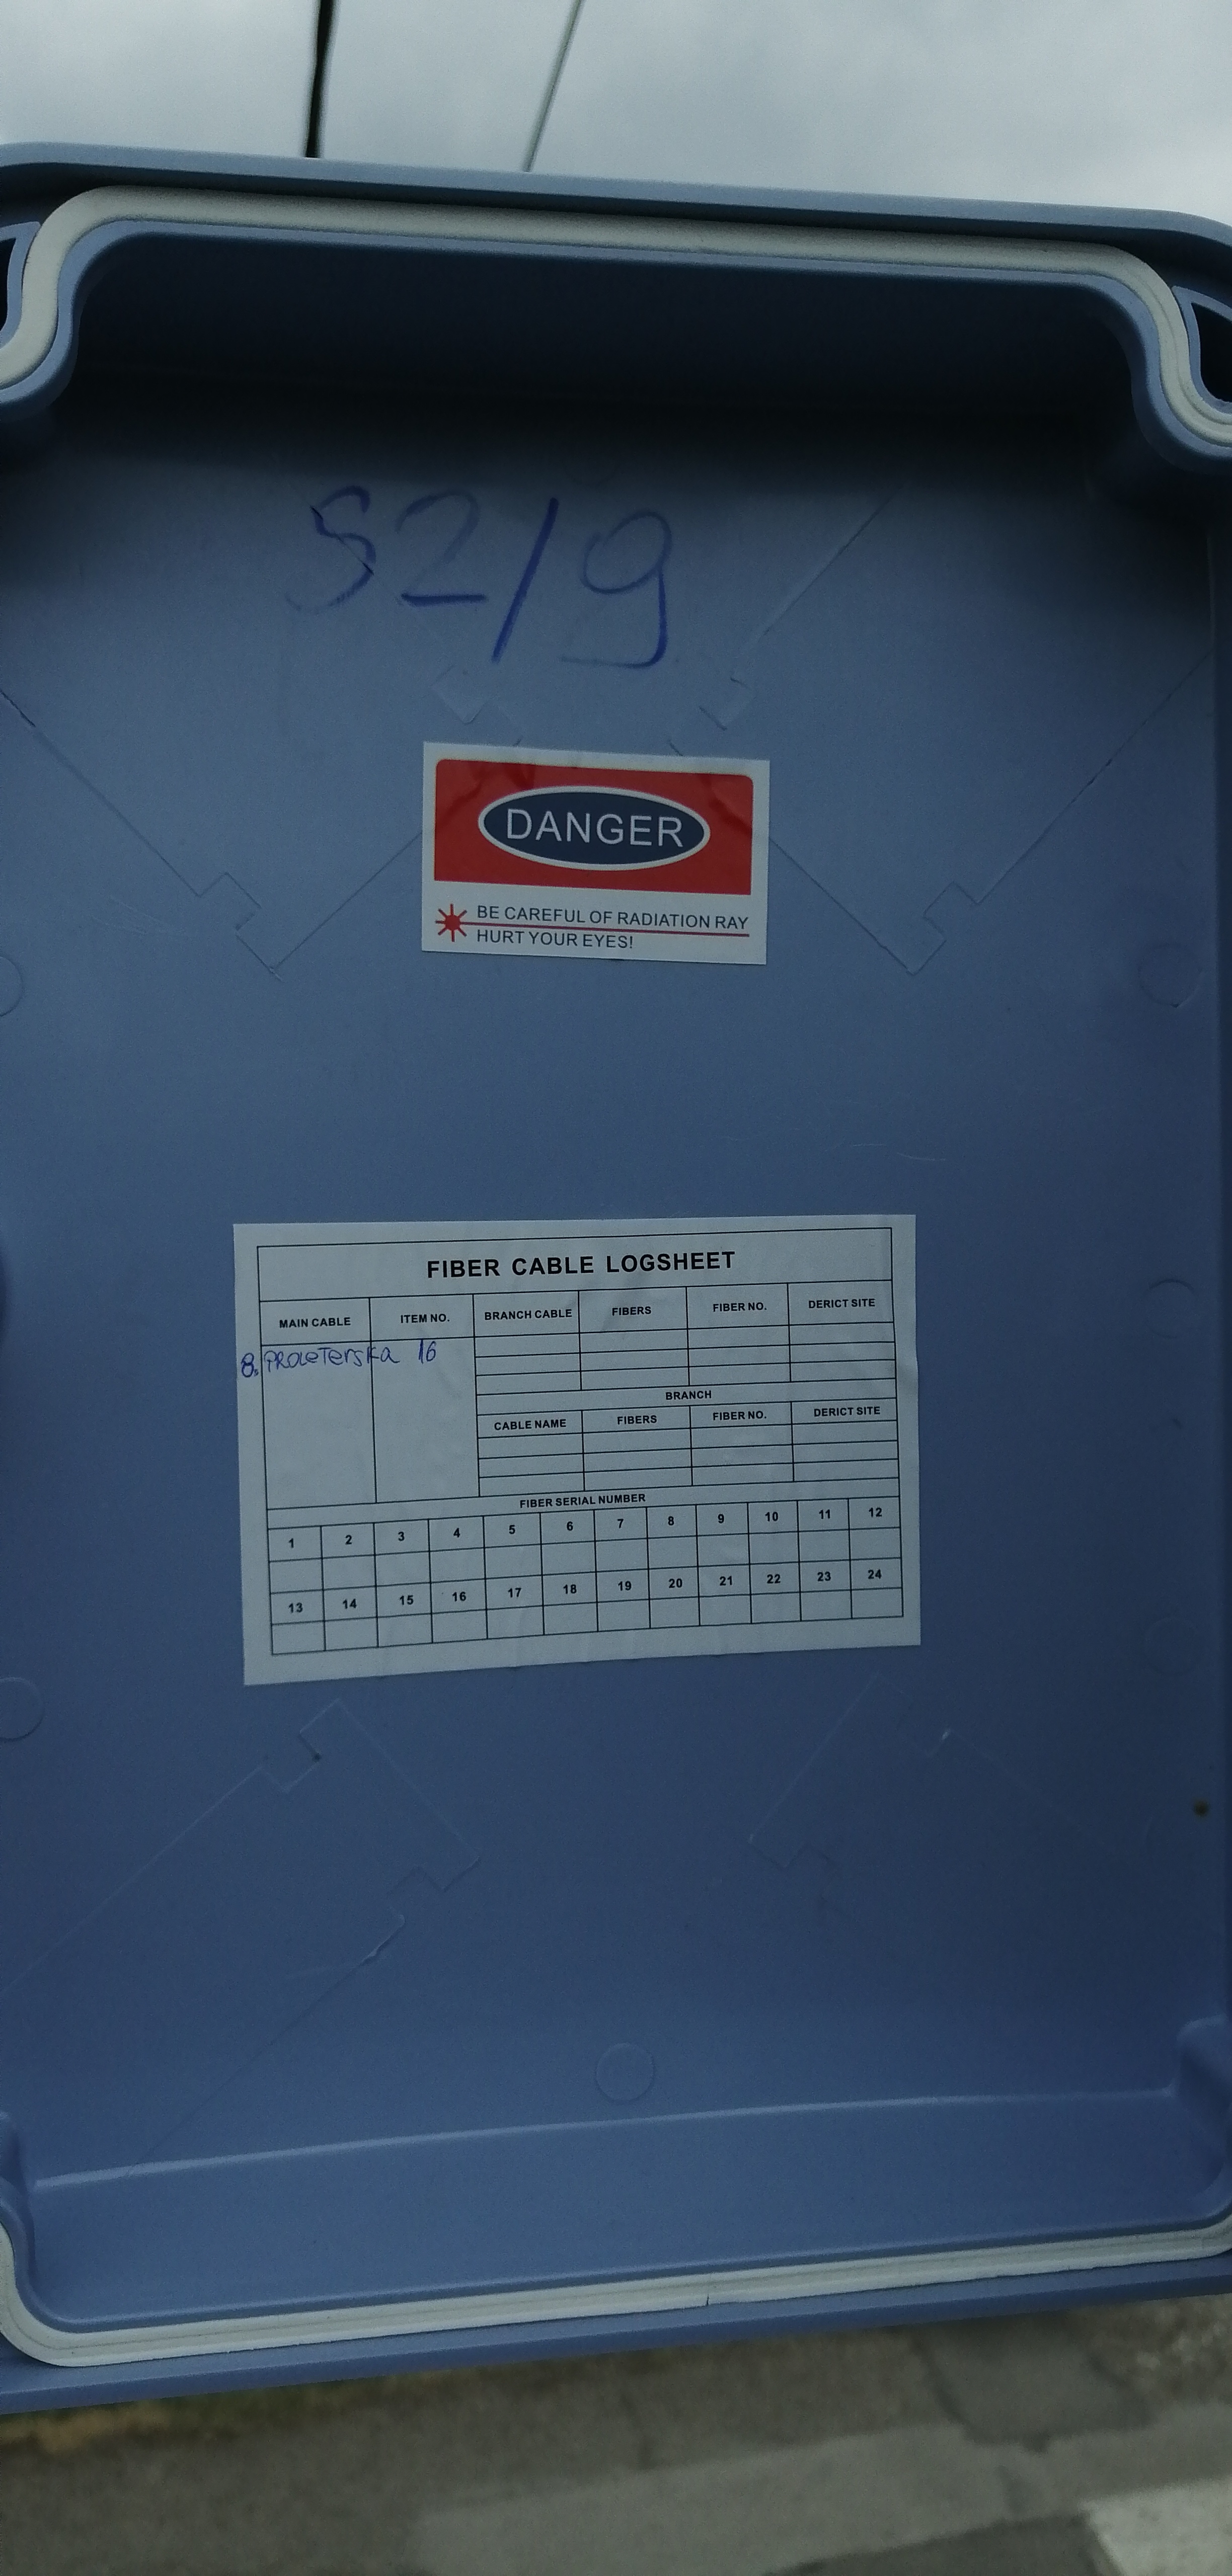 S2/9
DANGER
BE CAREFUL OF RADIATION RAY
HURT YOUR EYES!
FIBER CABLE LOGSHEET
MAIN CABLE ITEM NO. BRANCH CABLE FIBERS FIBER NO. DERICT SITE
8. PROLETERSKA 16
BRANCH
CABLE NAME FIBERS FIBER NO. DERICT SITE
FIBER SERIAL NUMBER
1 2 3 4 5 6 7 8 9 10 11 12
13 14 15 16 17 18 19 20 21 22 23 24